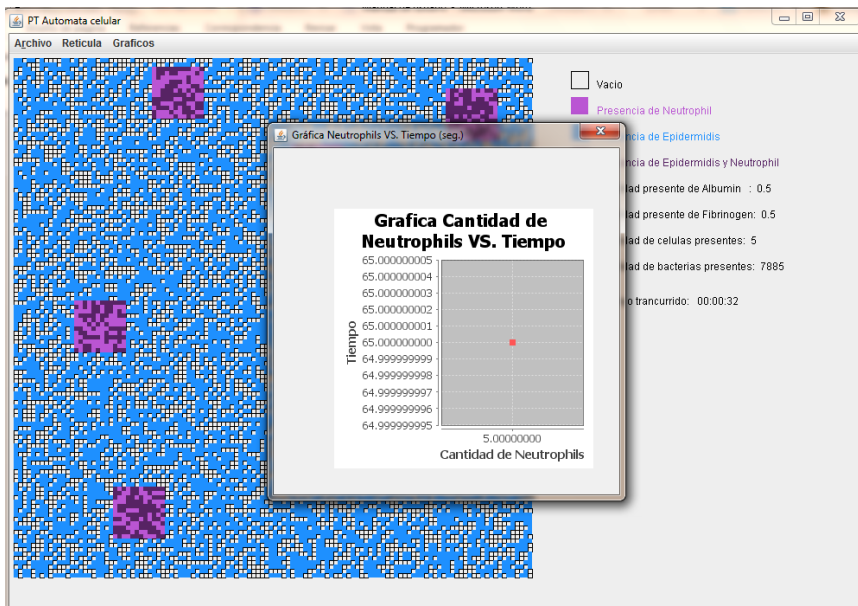 PT Automata celular
Archivo Reticula Graficos
Vacio
Presencia de Neutrophil
ncia de Epidermidis
ncia de Epidermidis y Neutrophil
dad presente de Albumin : 0.5
dad presente de Fibrinogen: 0.5
dad de celulas presentes: 5
dad de bacterias presentes: 7885
o trancurrido: 00:00:32
Gráfica Neutrophils VS. Tiempo (seg.)
Grafica Cantidad de
Neutrophils VS. Tiempo
65.000000005
65.000000004
65.000000003
65.000000002
65.000000001
65.000000000
64.999999999
64.999999998
64.999999997
64.999999996
64.999999995
Tiempo
5.00000000
Cantidad de Neutrophils